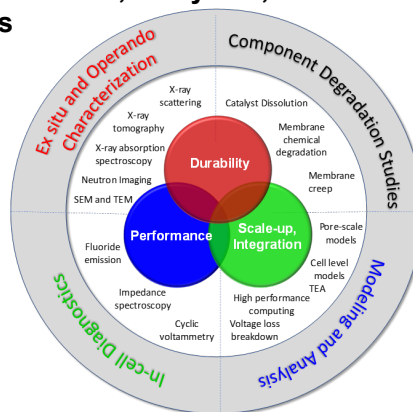 s
Ex situ and Operando
Characterization
Component Degradation Studies
X-ray
scattering
X-ray
tomography
X-ray absorption
spectroscopy
Neutron Imaging
SEM and TEM
Catalyst Dissolution
Membrane
chemical
degradation
Membrane
creep
Durability
Performance
Scale-up,
Integration
Fluoride
emission
Impedance
spectroscopy
Cyclic
voltammetry
Pore-scale
models
Cell level
models
TEA
High performance
computing
Voltage loss
breakdown
In-cell Diagnostics
Modeling and Analysis